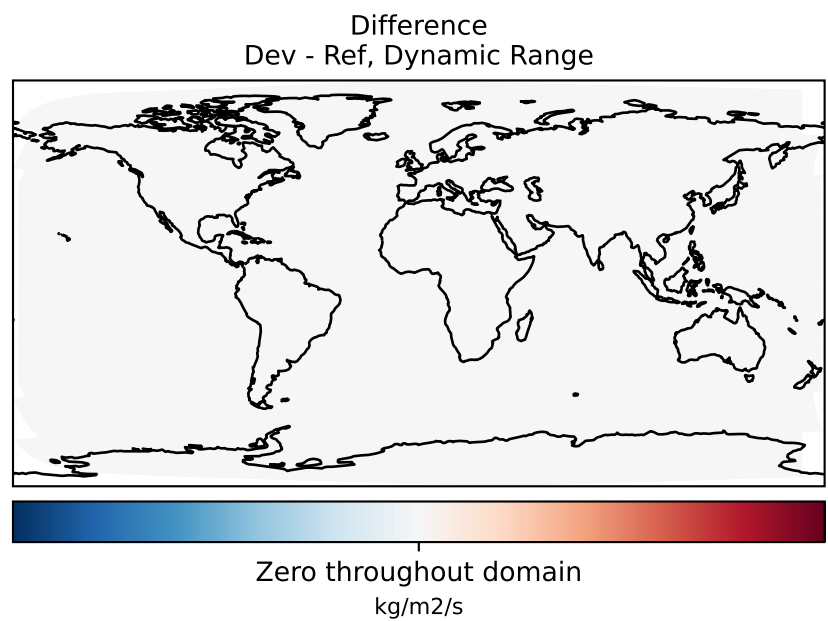 Difference
Dev - Ref, Dynamic Range
Zero throughout domain
kg/m2/s